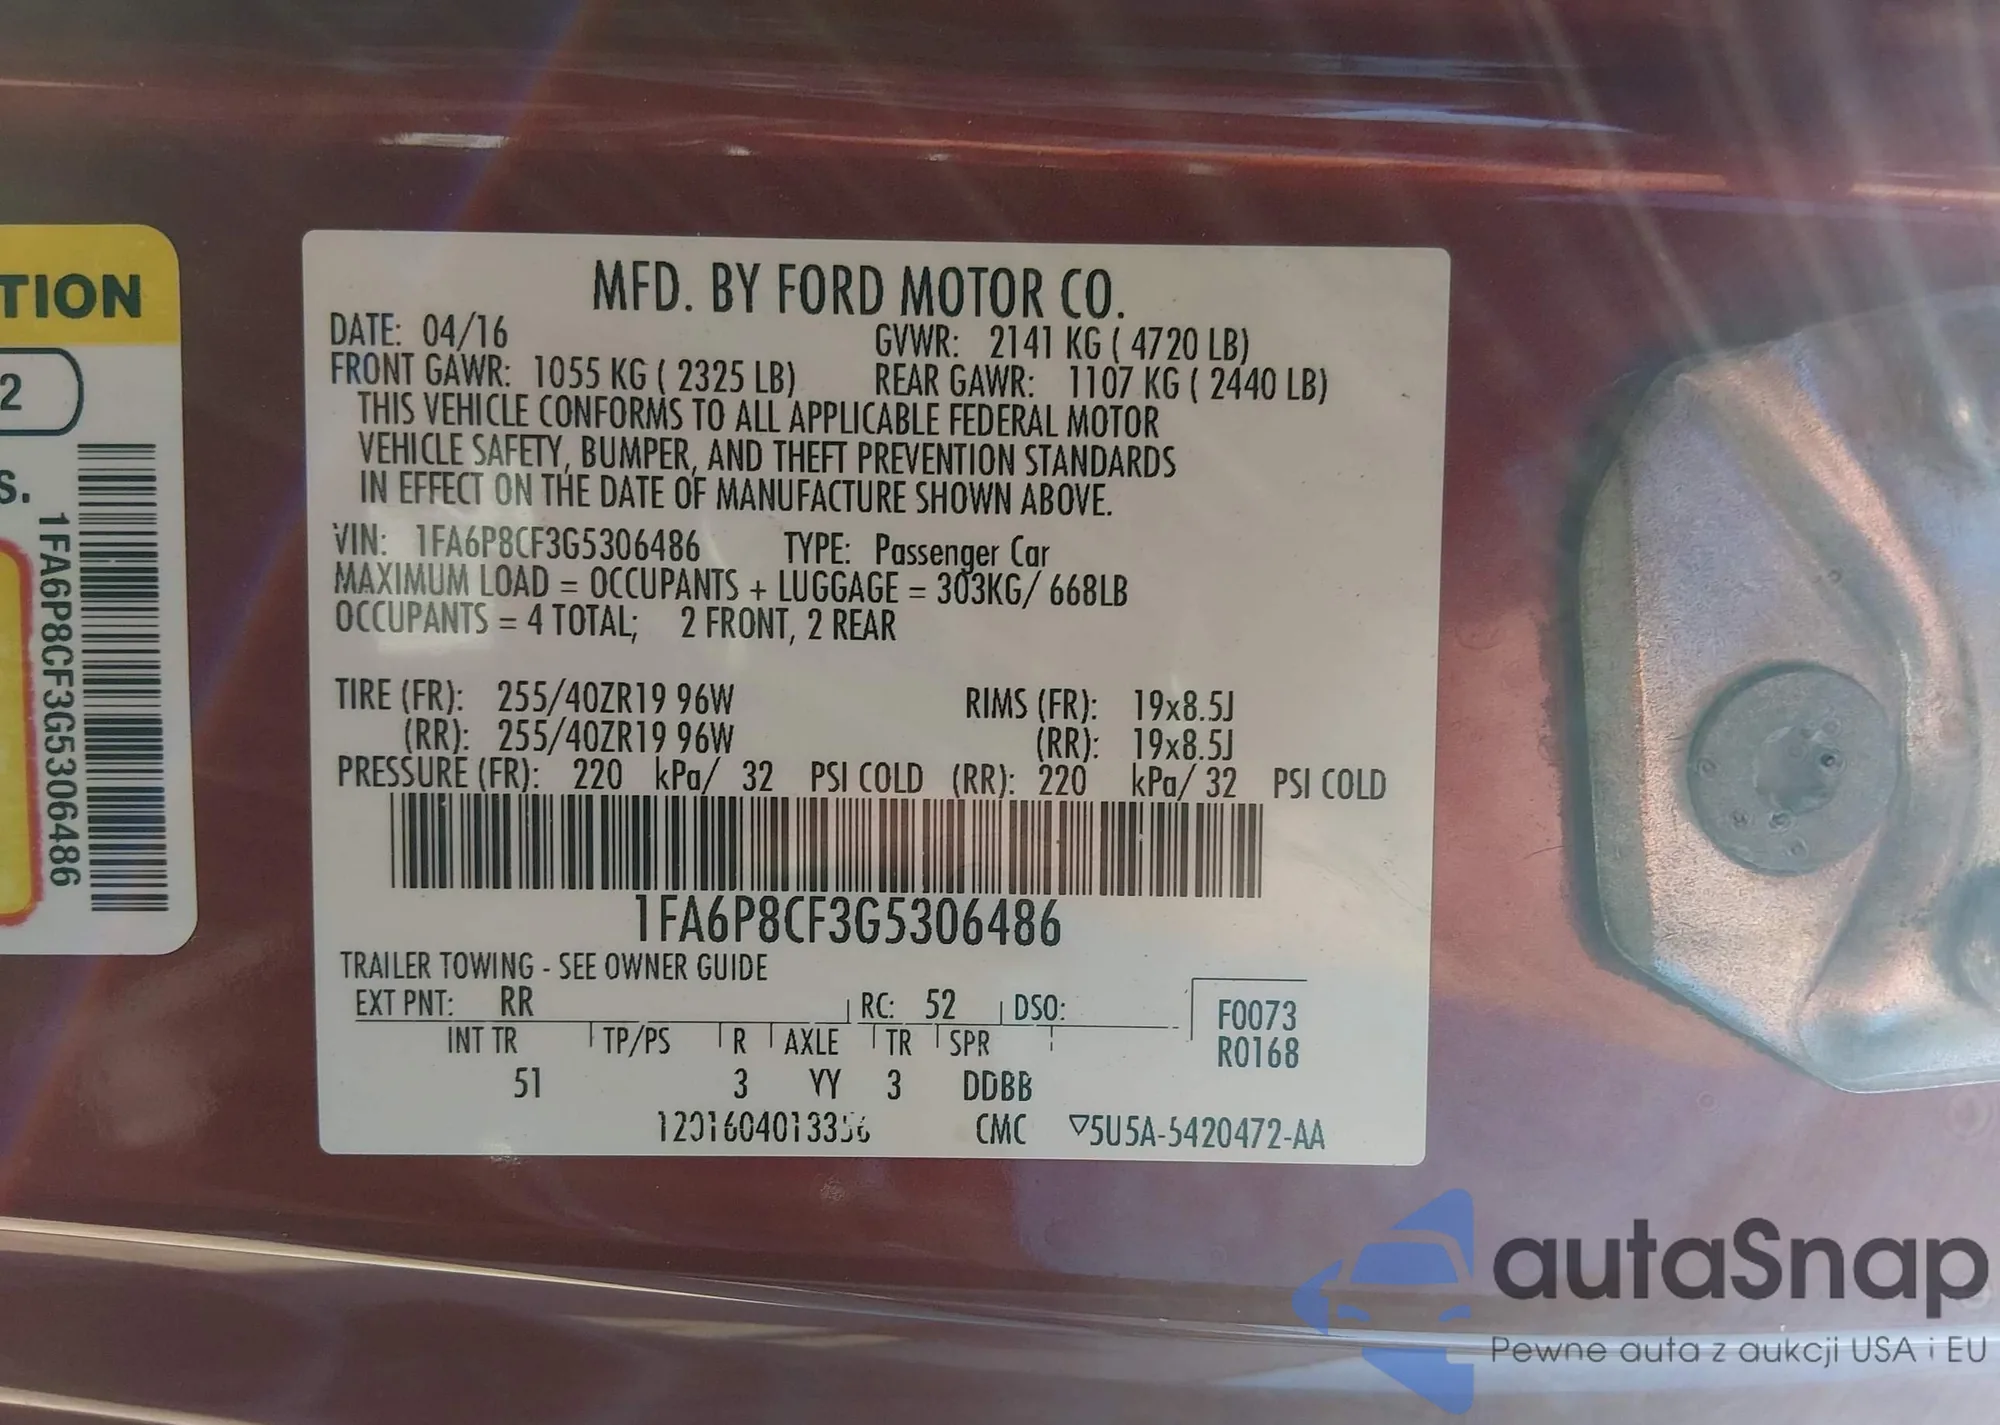 TION
2
S.
1FA6P8CF3G5306486
MFD. BY FORD MOTOR CO.
DATE: 04/16 GVWR: 2141 KG ( 4720 LB)
FRONT GAWR: 1055 KG ( 2325 LB) REAR GAWR: 1107 KG ( 2440 LB)
THIS VEHICLE CONFORMS TO ALL APPLICABLE FEDERAL MOTOR
VEHICLE SAFETY, BUMPER, AND THEFT PREVENTION STANDARDS
IN EFFECT ON THE DATE OF MANUFACTURE SHOWN ABOVE.
VIN: 1FA6P8CF3G5306486 TYPE: Passenger Car
MAXIMUM LOAD = OCCUPANTS + LUGGAGE = 303KG/ 668LB
OCCUPANTS = 4 TOTAL; 2 FRONT, 2 REAR
TIRE (FR): 255/40ZR19 96W RIMS (FR): 19x8.5J
(RR): 255/40ZR19 96W (RR): 19x8.5J
PRESSURE (FR): 220 kPa/ 32 PSI COLD (RR): 220 kPa/ 32 PSI COLD
1FA6P8CF3G5306486
TRAILER TOWING - SEE OWNER GUIDE
EXT PNT: RR RC: 52 DSO: F0073
INT TR TP/PS R AXLE TR SPR R0168
51 3 YY 3 DDBB
CMC ▽5U5A-5420472-AA
autaSnap
Pewne auta z aukcji USA i EU